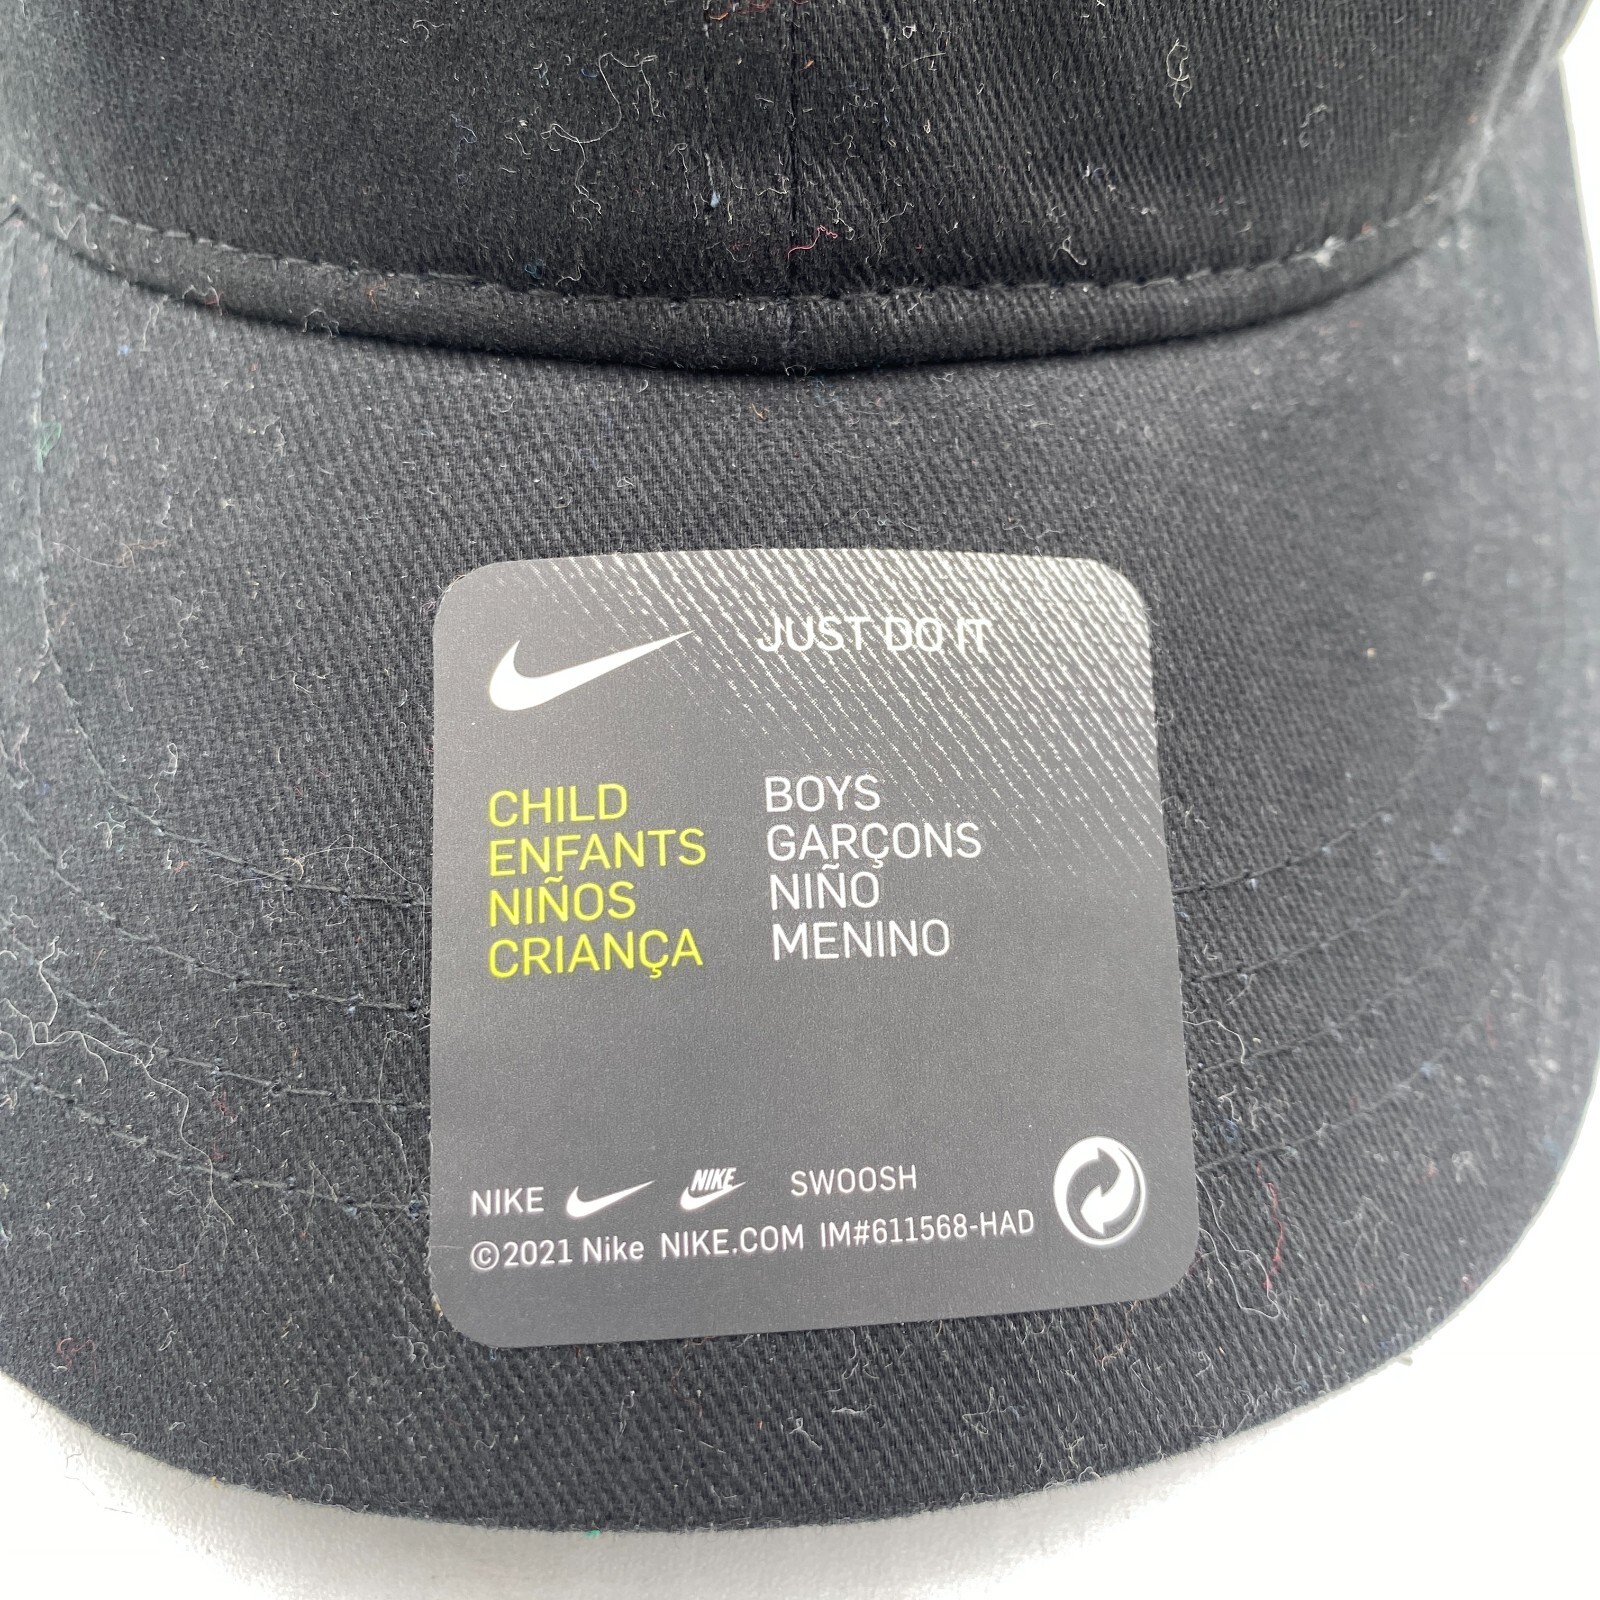 JUST DO IT
CHILD
ENFANTS
NIÑOS
CRIANÇA
BOYS
GARÇONS
NIÑO
MENINO
NIKE NIKE SWOOSH
©2021 Nike NIKE.COM IM#611568-HAD